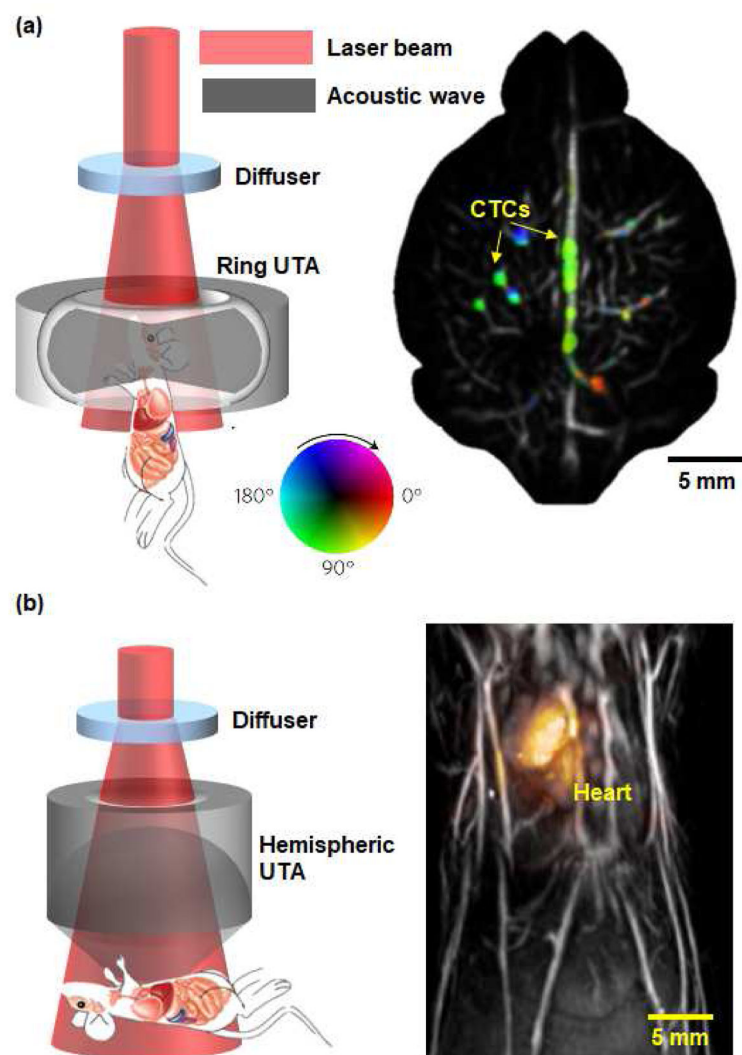 (a)
Laser beam
Acoustic wave
Diffuser
CTCs
Ring UTA
5 mm
180°
0°
90°
(b)
Diffuser
Heart
Hemispheric
UTA
5 mm